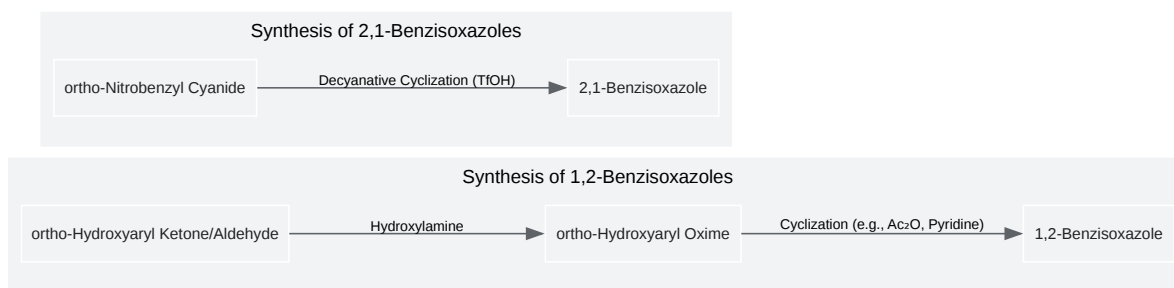 Synthesis of 2,1-Benzisoxazoles
ortho-Nitrobenzyl Cyanide
Decyanative Cyclization (TfOH)
2,1-Benzisoxazole
Synthesis of 1,2-Benzisoxazoles
ortho-Hydroxyaryl Ketone/Aldehyde
Hydroxylamine
ortho-Hydroxyaryl Oxime
Cyclization (e.g., Ac₂O, Pyridine)
1,2-Benzisoxazole